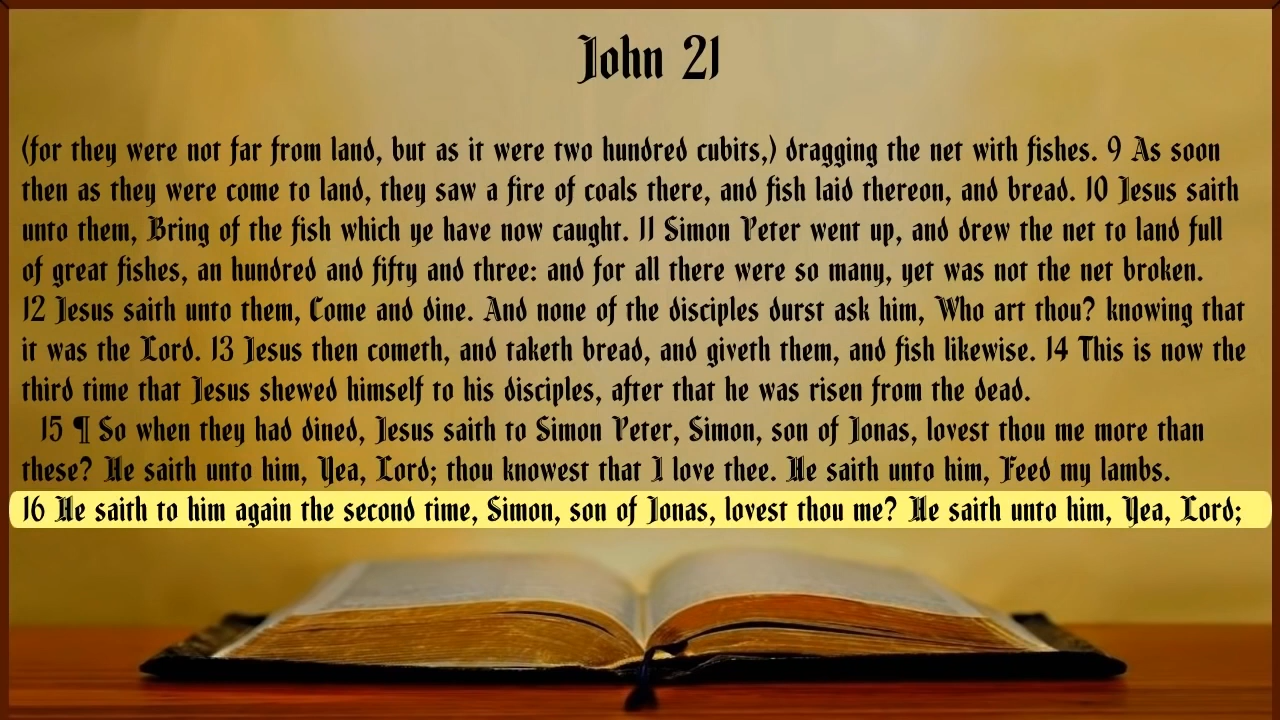 John 21
(for they were not far from land, but as it were two hundred cubits,) dragging the net with fishes. 9 As soon
then as they were come to land, they saw a fire of coals there, and fish laid thereon, and bread. 10 Jesus saith
unto them, Bring of the fish which ye have now caught. 11 Simon Peter went up, and drew the net to land full
of great fishes, an hundred and fifty and three: and for all there were so many, yet was not the net broken.
12 Jesus saith unto them, Come and dine. And none of the disciples durst ask him, Who art thou? knowing that
it was the Lord. 13 Jesus then cometh, and taketh bread, and giveth them, and fish likewise. 14 This is now the
third time that Jesus shewed himself to his disciples, after that he was risen from the dead.
15 ¶ So when they had dined, Jesus saith to Simon Peter, Simon, son of Jonas, lovest thou me more than
these? He saith unto him, Yea, Lord; thou knowest that I love thee. He saith unto him, Feed my lambs.
16 He saith to him again the second time, Simon, son of Jonas, lovest thou me? He saith unto him, Yea, Lord;